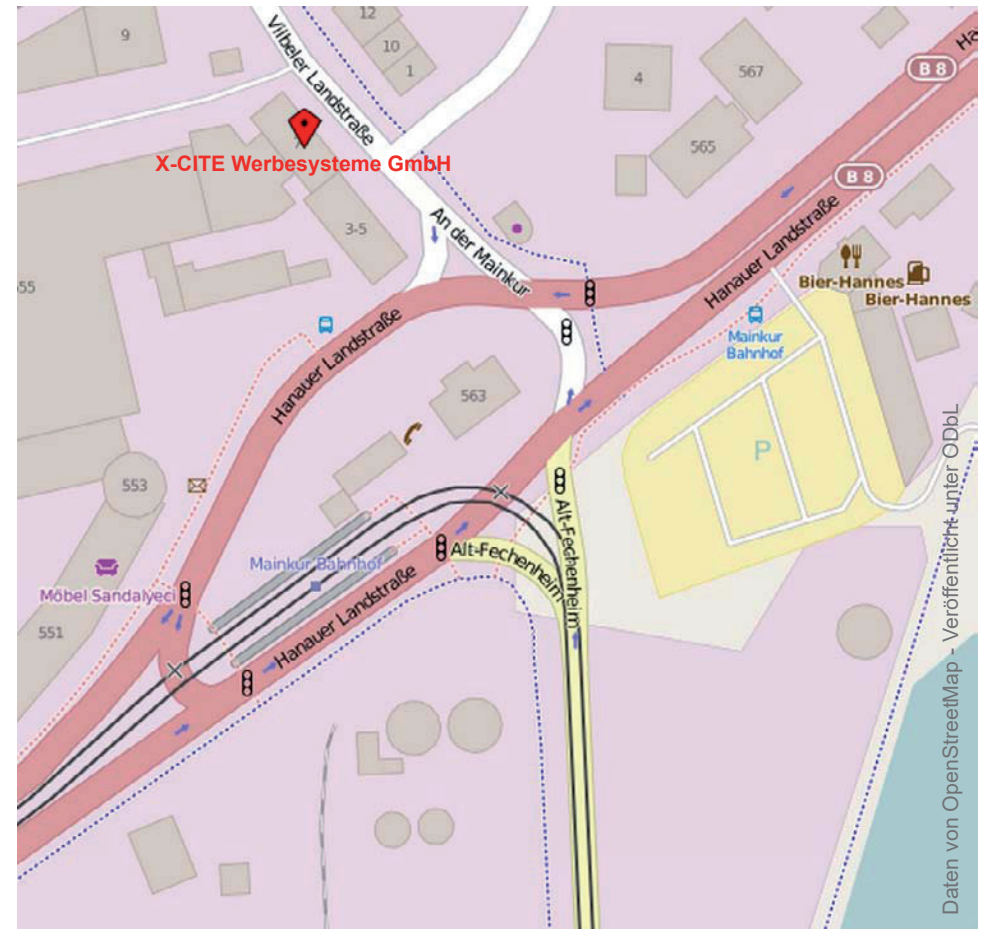 12
9
10
1
Vilbeler Landstraße
4
567
B 8
X-CITE Werbesysteme GmbH
565
B 8
3-5
An der Mainkur
Hanauer Landstraße
Bier-Hannes
Bier-Hannes
Hanauer Landstraße
Mainkur
Bahnhof
563
P
553
Alt-Fechenheim
Alt-Fechenheim
Mainkur Bahnhof
Hanauer Landstraße
Möbel Sandalyeci
551
Daten von OpenStreetMap - Veröffentlicht unter ODbL